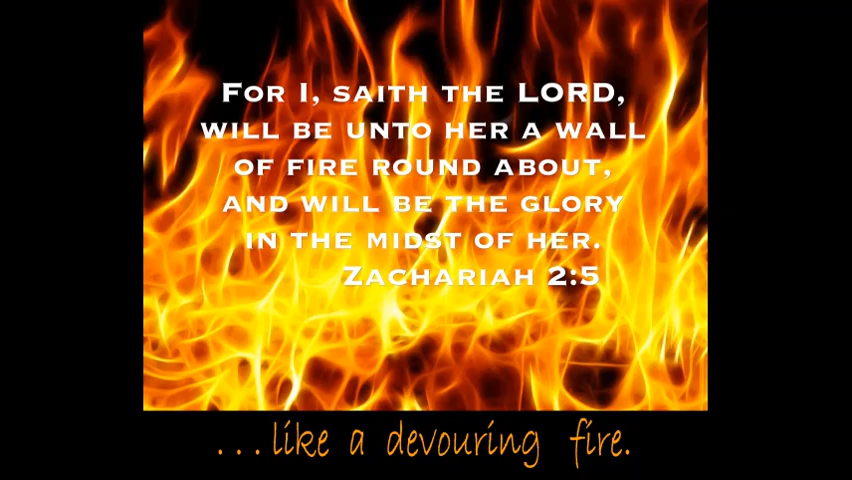 For I, saith the LORD,
will be unto her a wall
of fire round about,
and will be the glory
in the midst of her.
Zachariah 2:5
...like a devouring fire.